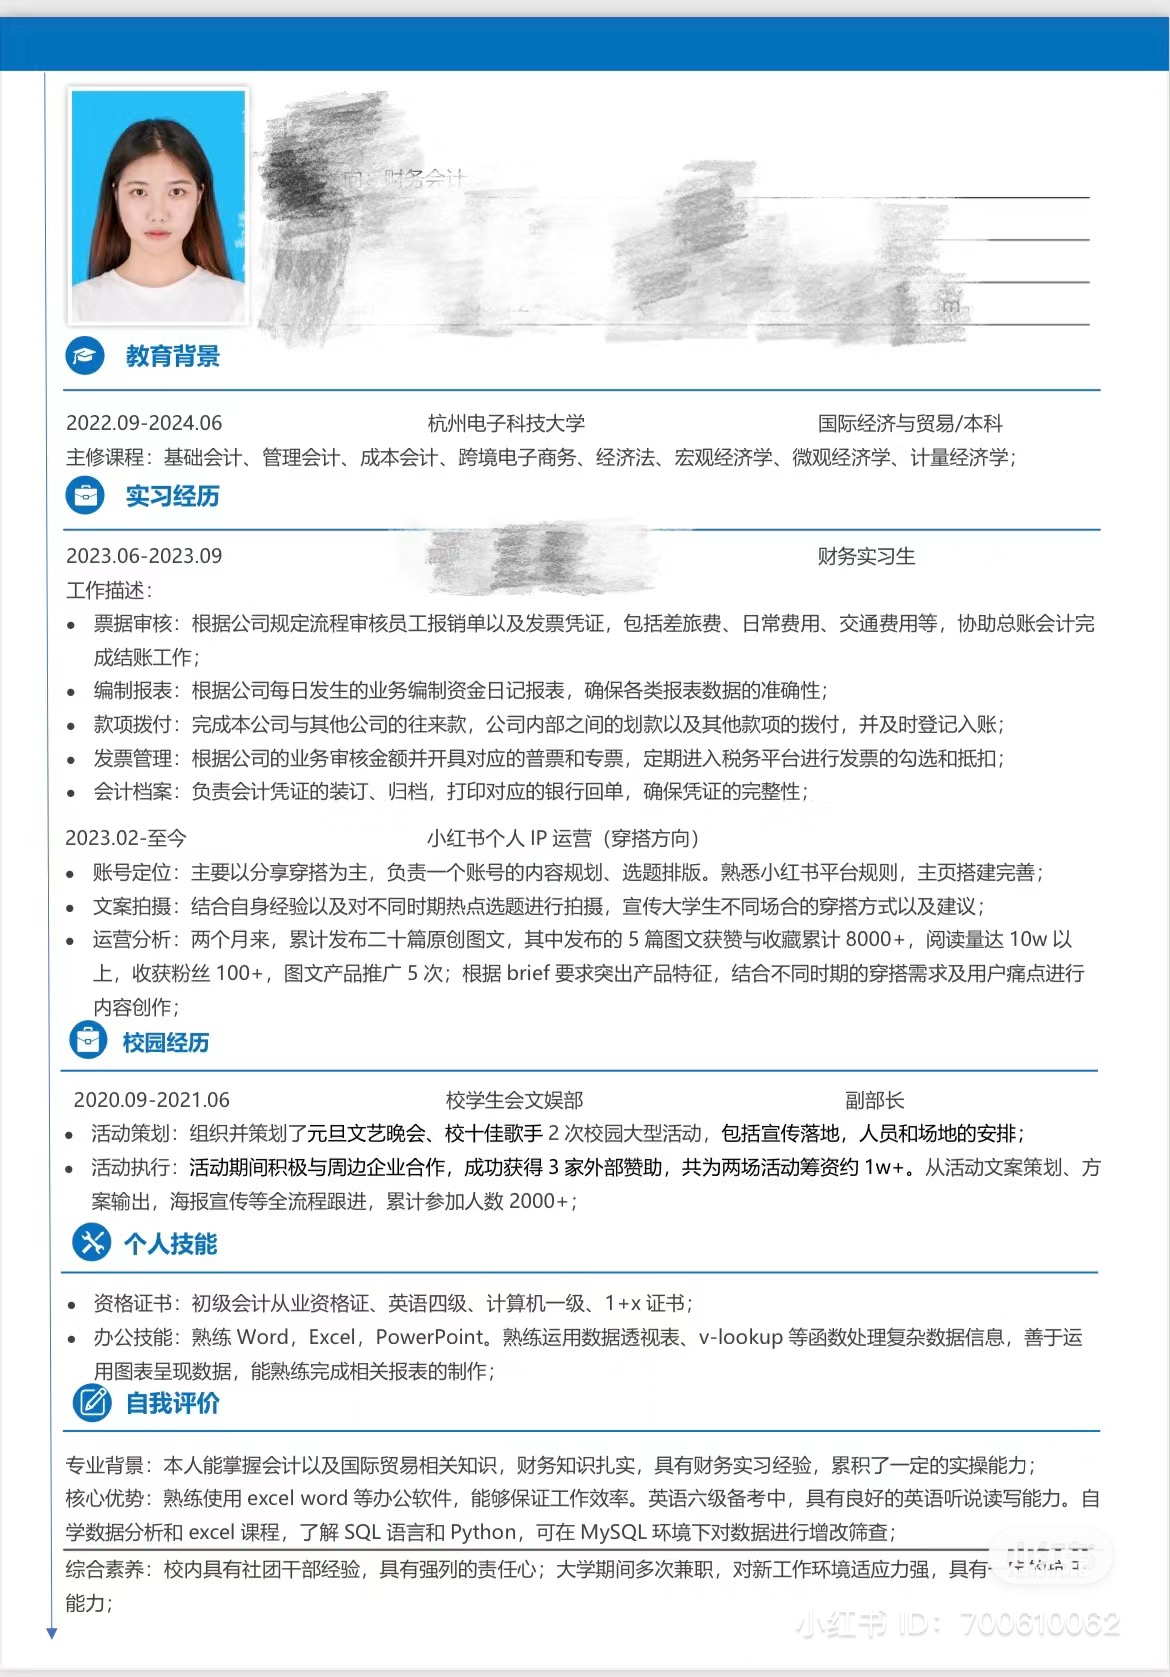 财务会计
教育背景
2022.09-2024.06 杭州电子科技大学 国际经济与贸易/本科
主修课程：基础会计、管理会计、成本会计、跨境电子商务、经济法、宏观经济学、微观经济学、计量经济学；
实习经历
2023.06-2023.09 财务实习生
工作描述：
• 票据审核：根据公司规定流程审核员工报销单以及发票凭证，包括差旅费、日常费用、交通费用等，协助总账会计完
成结账工作；
• 编制报表：根据公司每日发生的业务编制资金日记报表，确保各类报表数据的准确性；
• 款项拨付：完成本公司与其他公司的往来款，公司内部之间的划款以及其他款项的拨付，并及时登记入账；
• 发票管理：根据公司的业务审核金额并开具对应的普票和专票，定期进入税务平台进行发票的勾选和抵扣；
• 会计档案：负责会计凭证的装订、归档，打印对应的银行回单，确保凭证的完整性；
2023.02-至今 小红书个人 IP 运营（穿搭方向）
• 账号定位：主要以分享穿搭为主，负责一个账号的内容规划、选题排版。熟悉小红书平台规则，主页搭建完善；
• 文案拍摄：结合自身经验以及对不同时期热点选题进行拍摄，宣传大学生不同场合的穿搭方式以及建议；
• 运营分析：两个月来，累计发布二十篇原创图文，其中发布的 5 篇图文获赞与收藏累计 8000+，阅读量达 10w 以
上，收获粉丝 100+，图文产品推广 5 次；根据 brief 要求突出产品特征，结合不同时期的穿搭需求及用户痛点进行
内容创作；
校园经历
2020.09-2021.06 校学生会文娱部 副部长
• 活动策划：组织并策划了元旦文艺晚会、校十佳歌手 2 次校园大型活动，包括宣传落地，人员和场地的安排；
• 活动执行：活动期间积极与周边企业合作，成功获得 3 家外部赞助，共为两场活动筹资约 1w+。从活动文案策划、方
案输出，海报宣传等全流程跟进，累计参加人数 2000+；
个人技能
• 资格证书：初级会计从业资格证、英语四级、计算机一级、1+x 证书；
• 办公技能：熟练 Word，Excel，PowerPoint。熟练运用数据透视表、v-lookup 等函数处理复杂数据信息，善于运
用图表呈现数据，能熟练完成相关报表的制作；
自我评价
专业背景：本人能掌握会计以及国际贸易相关知识，财务知识扎实，具有财务实习经验，累积了一定的实操能力；
核心优势：熟练使用 excel word 等办公软件，能够保证工作效率。英语六级备考中，具有良好的英语听说读写能力。自
学数据分析和 excel 课程，了解 SQL 语言和 Python，可在 MySQL 环境下对数据进行增改筛查；
综合素养：校内具有社团干部经验，具有强列的责任心；大学期间多次兼职，对新工作环境适应力强，具有
能力；
小红书
小红书 ID：700610062